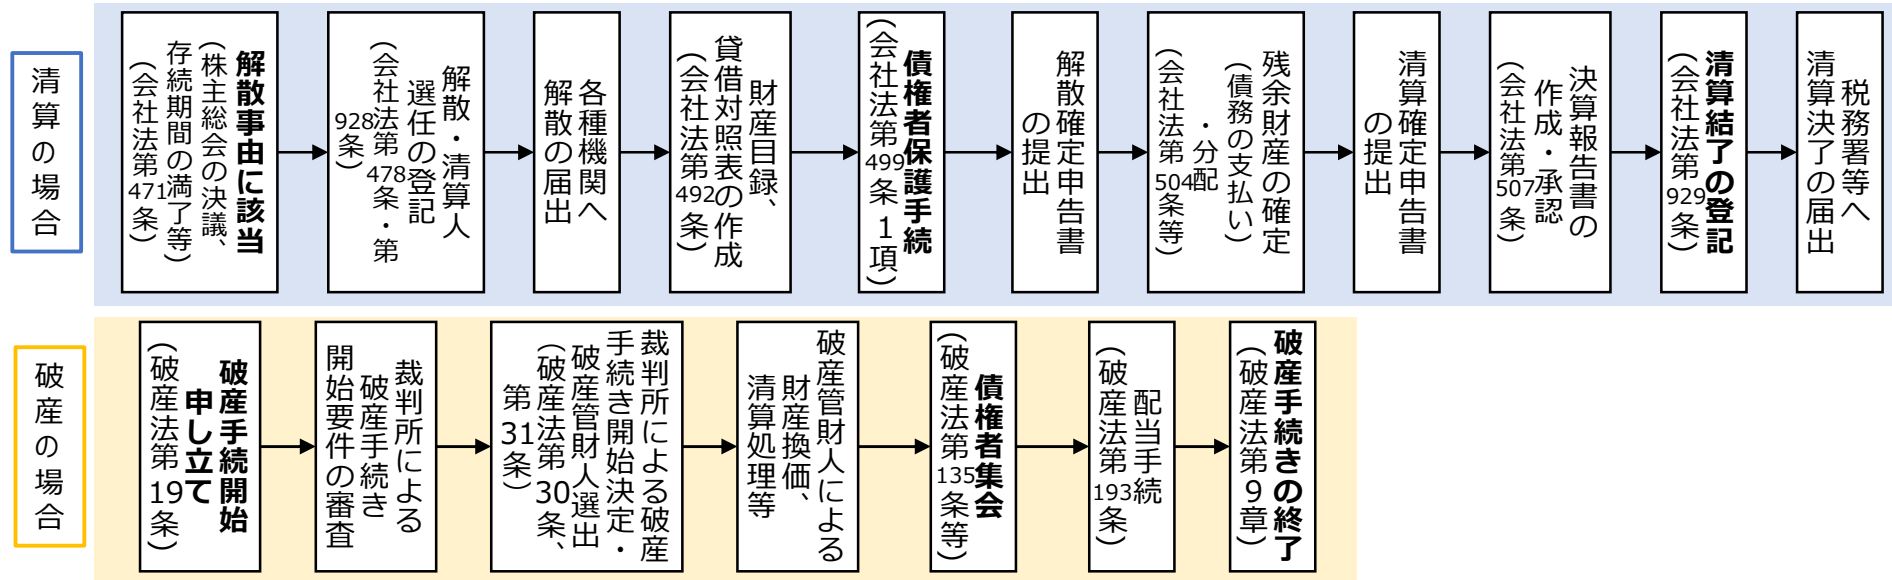 清算の場合
解散事由に該当
(株主総会の決議、
存続期間の満了等)
(会社法第471条)
解散・清算人
選任の登記
(会社法第478条・第
928条)
各種機関へ
解散の届出
財産目録、
貸借対照表の作成
(会社法第492条)
債権者保護手続
(会社法第499条1項)
解散確定申告書
の提出
残余財産の確定
(債務の支払い)
・分配
(会社法第504条等)
清算確定申告書
の提出
決算報告書の
作成・承認
(会社法第507条)
清算結了の登記
(会社法第929条)
税務署等へ
清算決了の届出
破産の場合
破産手続開始
申し立て
(破産法第19条)
裁判所による
破産手続き
開始要件の審査
裁判所による破産
手続き開始決定・
破産管財人選出
(破産法第30条、
第31条)
破産管財人による
財産換価、
清算処理等
債権者集会
(破産法第135条等)
配当手続
(破産法第193条)
破産手続きの終了
(破産法第9章)